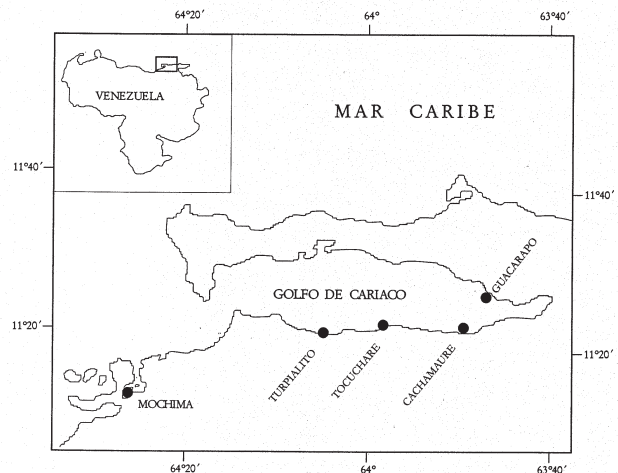 64°20′ 64° 63°40′
VENEZUELA
MAR CARIBE
11°40′
11°40′
GUACARAPO
GOLFO DE CARIACO
11°20′
11°20′
TURPIALITO
TOCUCHARE
CACHAMAURE
MOCHIMA
64°20′ 64° 63°40′